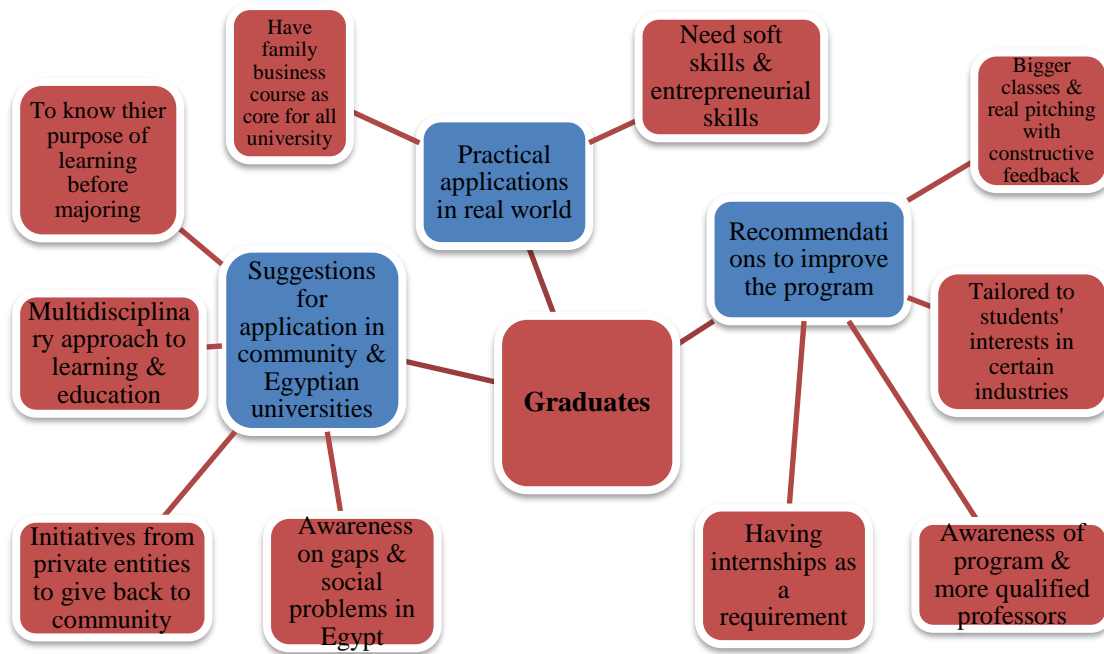 Have
family
business
course as
core for all
university
Need soft
skills &
entrepreneurial
skills
Bigger
classes &
real pitching
with
constructive
feedback
To know thier
purpose of
learning
before
majoring
Practical
applications
in real world
Recommendati
ons to improve
the program
Suggestions
for
application in
community &
Egyptian
universities
Multidisciplina
ry approach to
learning &
education
Tailored to
students'
interests in
certain
industries
Graduates
Initiatives from
private entities
to give back to
community
Awareness
on gaps &
social
problems in
Egypt
Having
internships as
a
requirement
Awareness of
program &
more qualified
professors